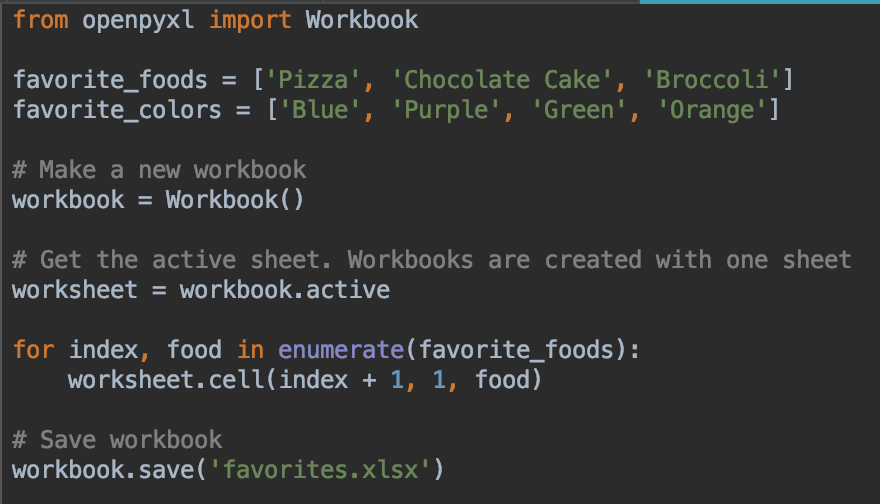 from openpyxl import Workbook
favorite_foods = ['Pizza', 'Chocolate Cake', 'Broccoli']
favorite_colors = ['Blue', 'Purple', 'Green', 'Orange']
# Make a new workbook
workbook = Workbook()
# Get the active sheet. Workbooks are created with one sheet
worksheet = workbook.active
for index, food in enumerate(favorite_foods):
    worksheet.cell(index + 1, 1, food)
# Save workbook
workbook.save('favorites.xlsx')